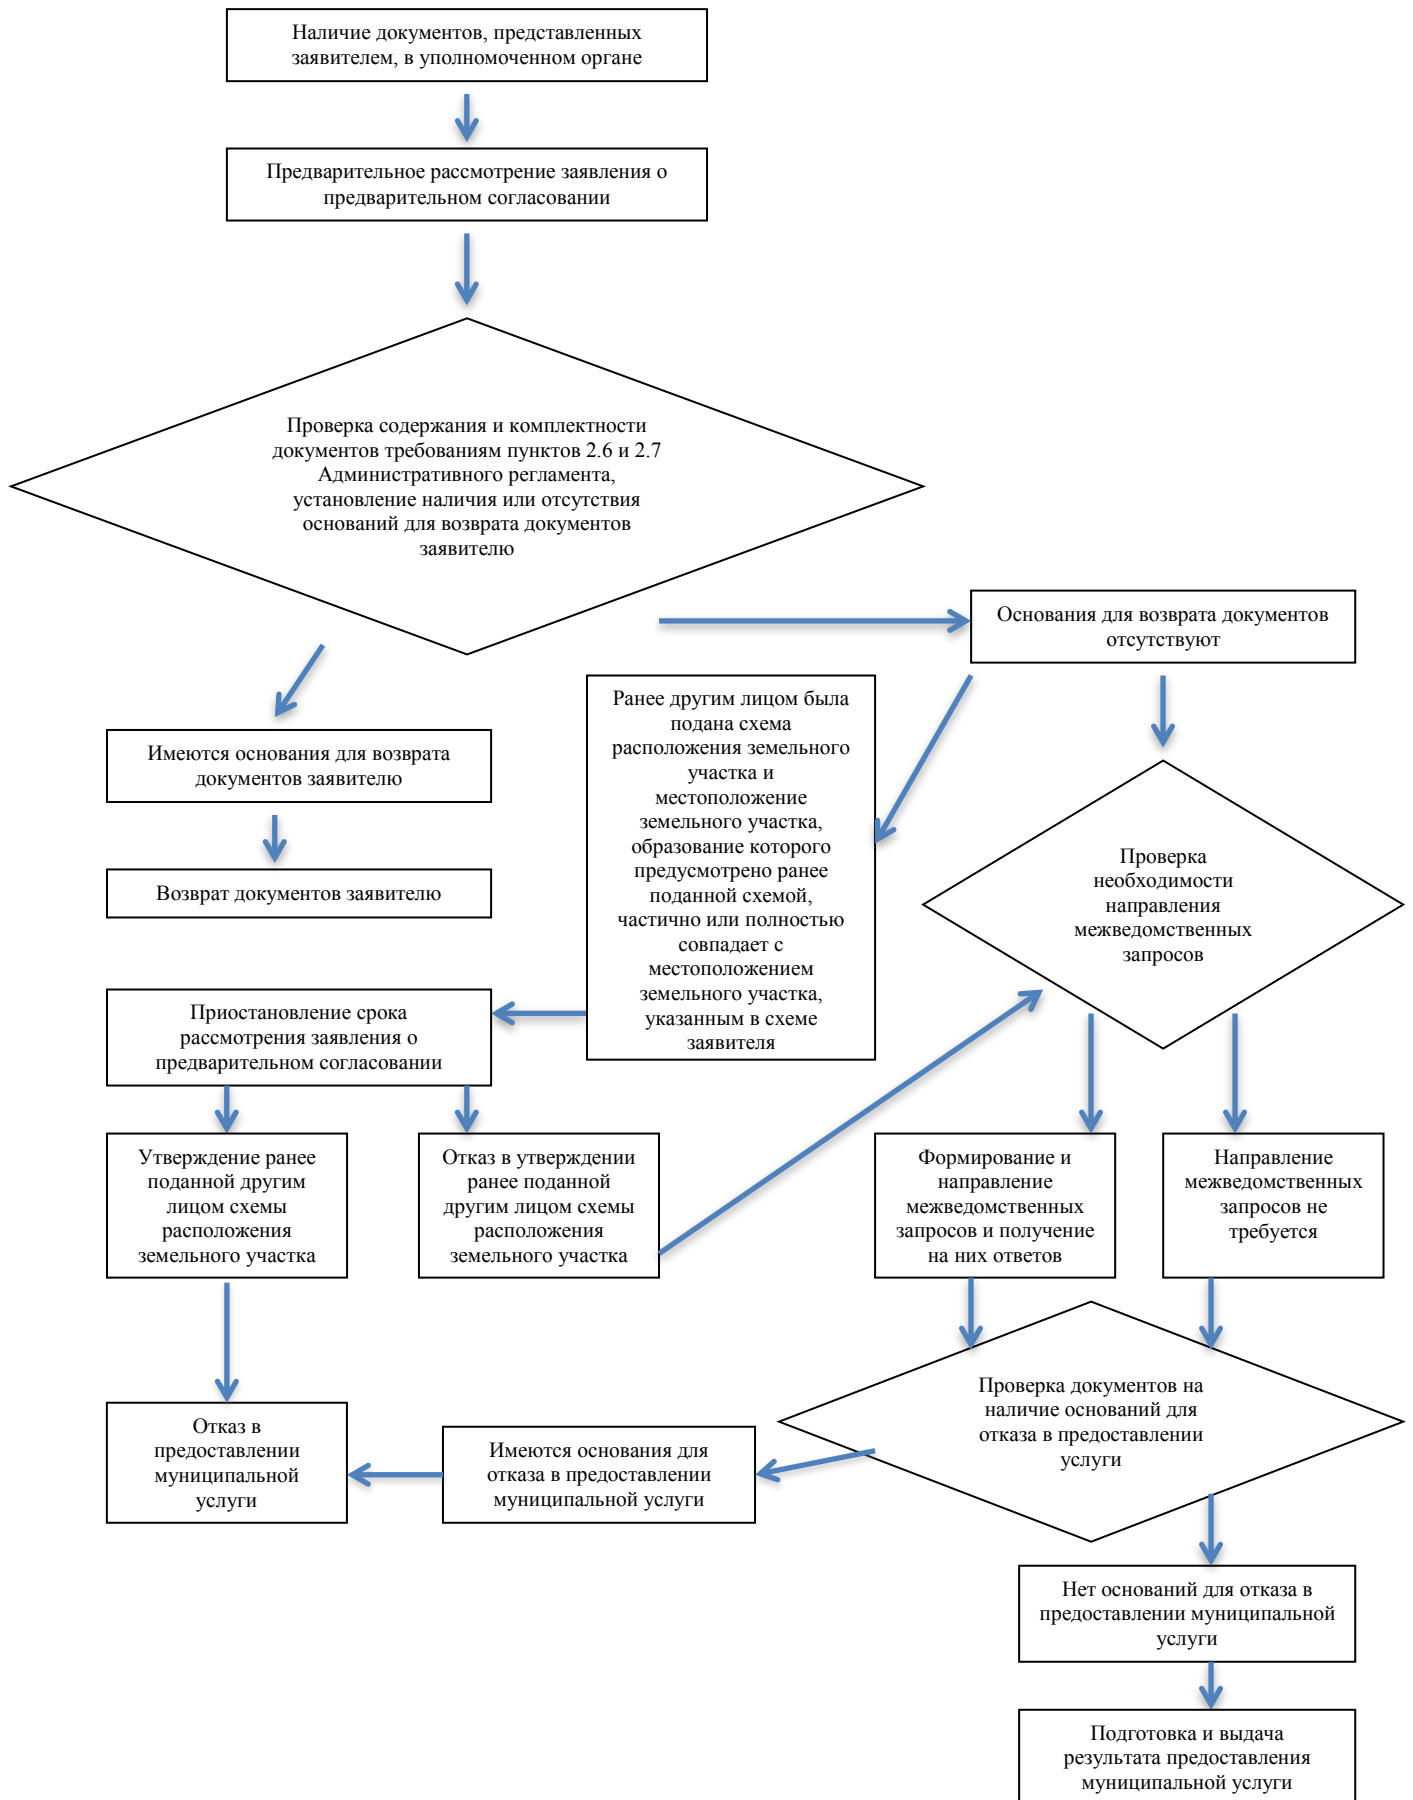 Наличие документов, представленных
заявителем, в уполномоченном органе
Предварительное рассмотрение заявления о
предварительном согласовании
Проверка содержания и комплектности
документов требованиям пунктов 2.6 и 2.7
Административного регламента,
установление наличия или отсутствия
оснований для возврата документов
заявителю
Основания для возврата документов
отсутствуют
Имеются основания для возврата
документов заявителю
Возврат документов заявителю
Ранее другим лицом была
подана схема
расположения земельного
участка и
местоположение
земельного участка,
образование которого
предусмотрено ранее
поданной схемой,
частично или полностью
совпадает с
местоположением
земельного участка,
указанным в схеме
заявителя
Проверка
необходимости
направления
межведомственных
запросов
Приостановление срока
рассмотрения заявления о
предварительном согласовании
Утверждение ранее
поданной другим
лицом схемы
расположения
земельного участка
Отказ в утверждении
ранее поданной
другим лицом схемы
расположения
земельного участка
Формирование и
направление
межведомственных
запросов и получение
на них ответов
Направление
межведомственных
запросов не
требуется
Проверка документов на
наличие оснований для
отказа в предоставлении
услуги
Отказ в
предоставлении
муниципальной
услуги
Имеются основания для
отказа в предоставлении
муниципальной услуги
Нет оснований для отказа в
предоставлении муниципальной
услуги
Подготовка и выдача
результата предоставления
муниципальной услуги